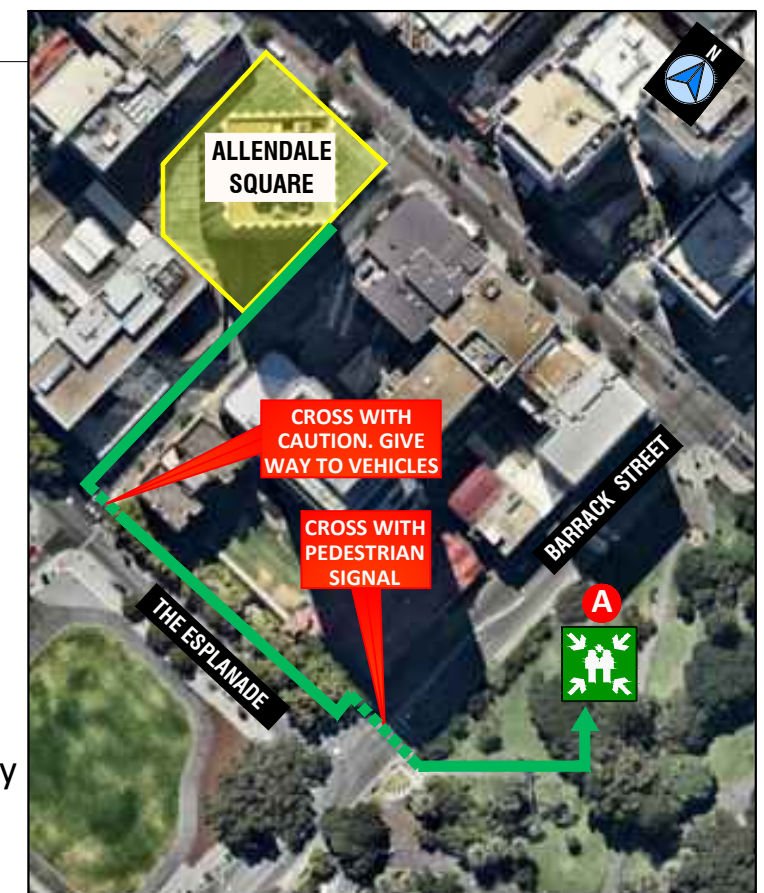 N
ALLENDALE
SQUARE
CROSS WITH
CAUTION. GIVE
WAY TO VEHICLES
CROSS WITH
PEDESTRIAN
SIGNAL
BARRACK STREET
A
THE ESPLANADE
y